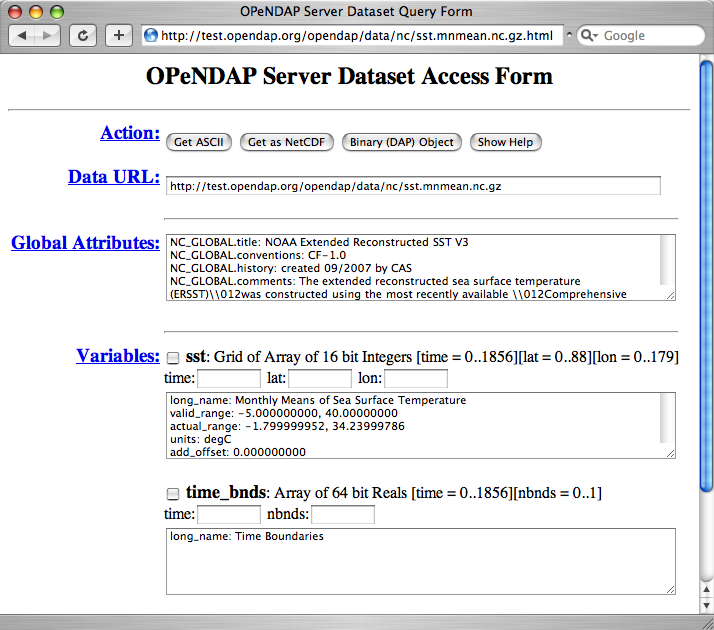 OPeNDAP Server Dataset Query Form
http://test.opendap.org/opendap/data/nc/sst.mnmean.nc.gz.html
Google
OPeNDAP Server Dataset Access Form
Action: Get ASCII Get as NetCDF Binary (DAP) Object Show Help
Data URL: http://test.opendap.org/opendap/data/nc/sst.mnmean.nc.gz
Global Attributes: NC_GLOBAL.title: NOAA Extended Reconstructed SST V3
NC_GLOBAL.conventions: CF-1.0
NC_GLOBAL.history: created 09/2007 by CAS
NC_GLOBAL.comments: The extended reconstructed sea surface temperature
(ERSST)\\012was constructed using the most recently available \\012Comprehensive
Variables: sst: Grid of Array of 16 bit Integers [time = 0..1856][lat = 0..88][lon = 0..179]
time: lat: lon:
long_name: Monthly Means of Sea Surface Temperature
valid_range: -5.000000000, 40.00000000
actual_range: -1.799999952, 34.23999786
units: degC
add_offset: 0.000000000
time_bnds: Array of 64 bit Reals [time = 0..1856][nbnds = 0..1]
time: nbnds:
long_name: Time Boundaries